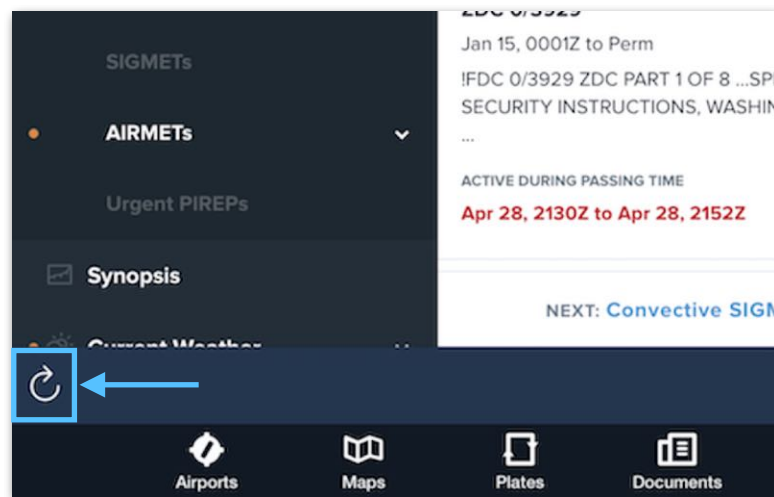 SIGMETs
AIRMETs
Urgent PIREPs
Synopsis
Current Weather
ZDC 0/3929
Jan 15, 0001Z to Perm
!FDC 0/3929 ZDC PART 1 OF 8 ...SP
SECURITY INSTRUCTIONS, WASHIN
...
ACTIVE DURING PASSING TIME
Apr 28, 2130Z to Apr 28, 2152Z
NEXT: Convective SIGM
Airports
Maps
Plates
Documents